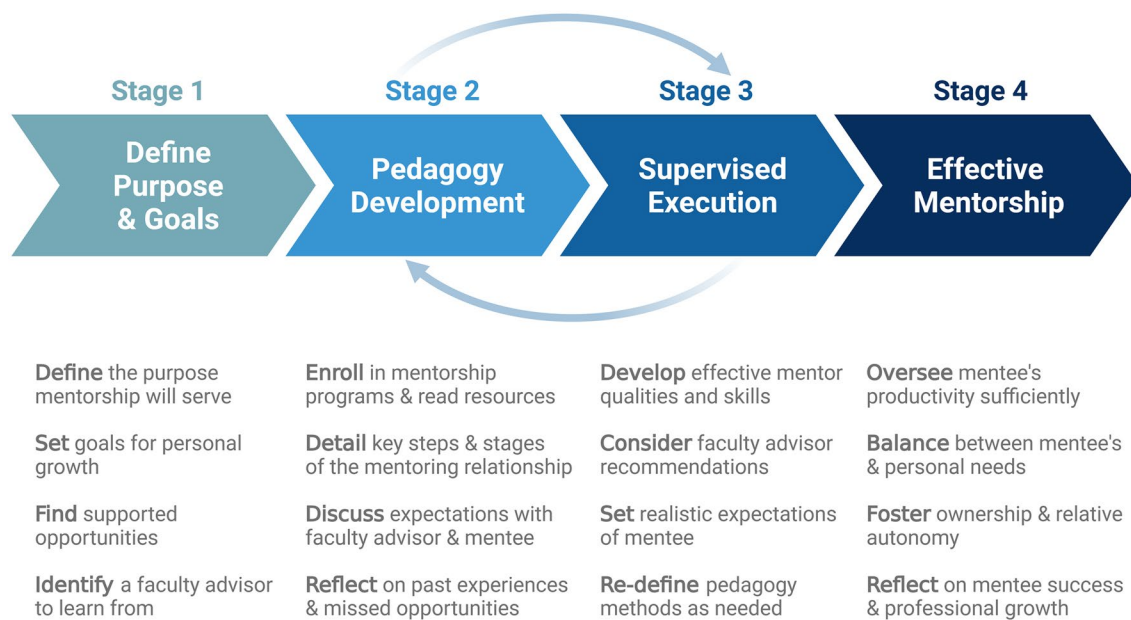 Stage 1
Stage 2
Stage 3
Stage 4
Define
Purpose
& Goals
Pedagogy
Development
Supervised
Execution
Effective
Mentorship
Define the purpose
mentorship will serve
Set goals for personal
growth
Find supported
opportunities
Identify a faculty advisor
to learn from
Enroll in mentorship
programs & read resources
Detail key steps & stages
of the mentoring relationship
Discuss expectations with
faculty advisor & mentee
Reflect on past experiences
& missed opportunities
Develop effective mentor
qualities and skills
Consider faculty advisor
recommendations
Set realistic expectations
of mentee
Re-define pedagogy
methods as needed
Oversee mentee's
productivity sufficiently
Balance between mentee's
& personal needs
Foster ownership & relative
autonomy
Reflect on mentee success
& professional growth